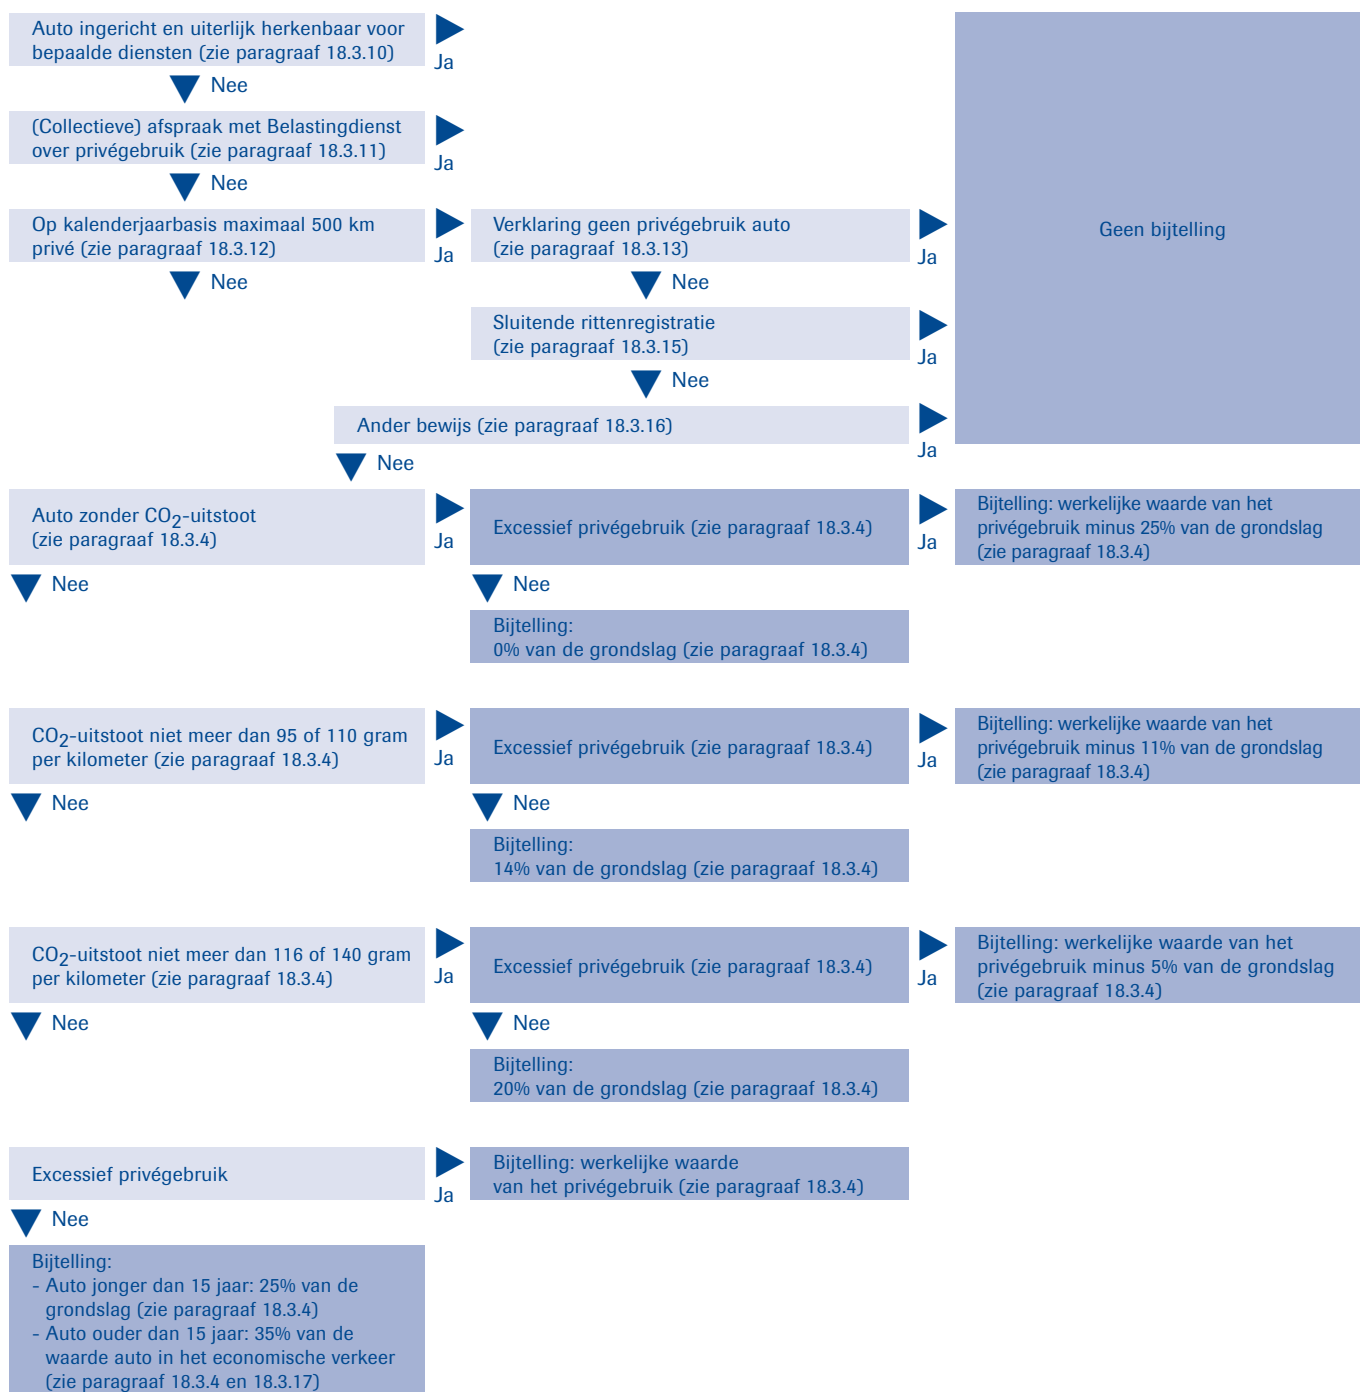 Auto ingericht en uiterlijk herkenbaar voor
bepaalde diensten (zie paragraaf 18.3.10)
Ja
Nee
(Collectieve) afspraak met Belastingdienst
over privégebruik (zie paragraaf 18.3.11)
Ja
Nee
Op kalenderjaarbasis maximaal 500 km
privé (zie paragraaf 18.3.12)
Ja
Nee
Verklaring geen privégebruik auto
(zie paragraaf 18.3.13)
Ja
Nee
Geen bijtelling
Sluitende rittenregistratie
(zie paragraaf 18.3.15)
Ja
Nee
Ander bewijs (zie paragraaf 18.3.16)
Ja
Nee
Auto zonder CO2-uitstoot
(zie paragraaf 18.3.4)
Ja
Nee
Excessief privégebruik (zie paragraaf 18.3.4)
Ja
Nee
Bijtelling: werkelijke waarde van het
privégebruik minus 25% van de grondslag
(zie paragraaf 18.3.4)
Bijtelling:
0% van de grondslag (zie paragraaf 18.3.4)
CO2-uitstoot niet meer dan 95 of 110 gram
per kilometer (zie paragraaf 18.3.4)
Ja
Nee
Excessief privégebruik (zie paragraaf 18.3.4)
Ja
Nee
Bijtelling: werkelijke waarde van het
privégebruik minus 11% van de grondslag
(zie paragraaf 18.3.4)
Bijtelling:
14% van de grondslag (zie paragraaf 18.3.4)
CO2-uitstoot niet meer dan 116 of 140 gram
per kilometer (zie paragraaf 18.3.4)
Ja
Nee
Excessief privégebruik (zie paragraaf 18.3.4)
Ja
Nee
Bijtelling: werkelijke waarde van het
privégebruik minus 5% van de grondslag
(zie paragraaf 18.3.4)
Bijtelling:
20% van de grondslag (zie paragraaf 18.3.4)
Excessief privégebruik
Ja
Nee
Bijtelling: werkelijke waarde
van het privégebruik (zie paragraaf 18.3.4)
Bijtelling:
- Auto jonger dan 15 jaar: 25% van de
grondslag (zie paragraaf 18.3.4)
- Auto ouder dan 15 jaar: 35% van de
waarde auto in het economische verkeer
(zie paragraaf 18.3.4 en 18.3.17)